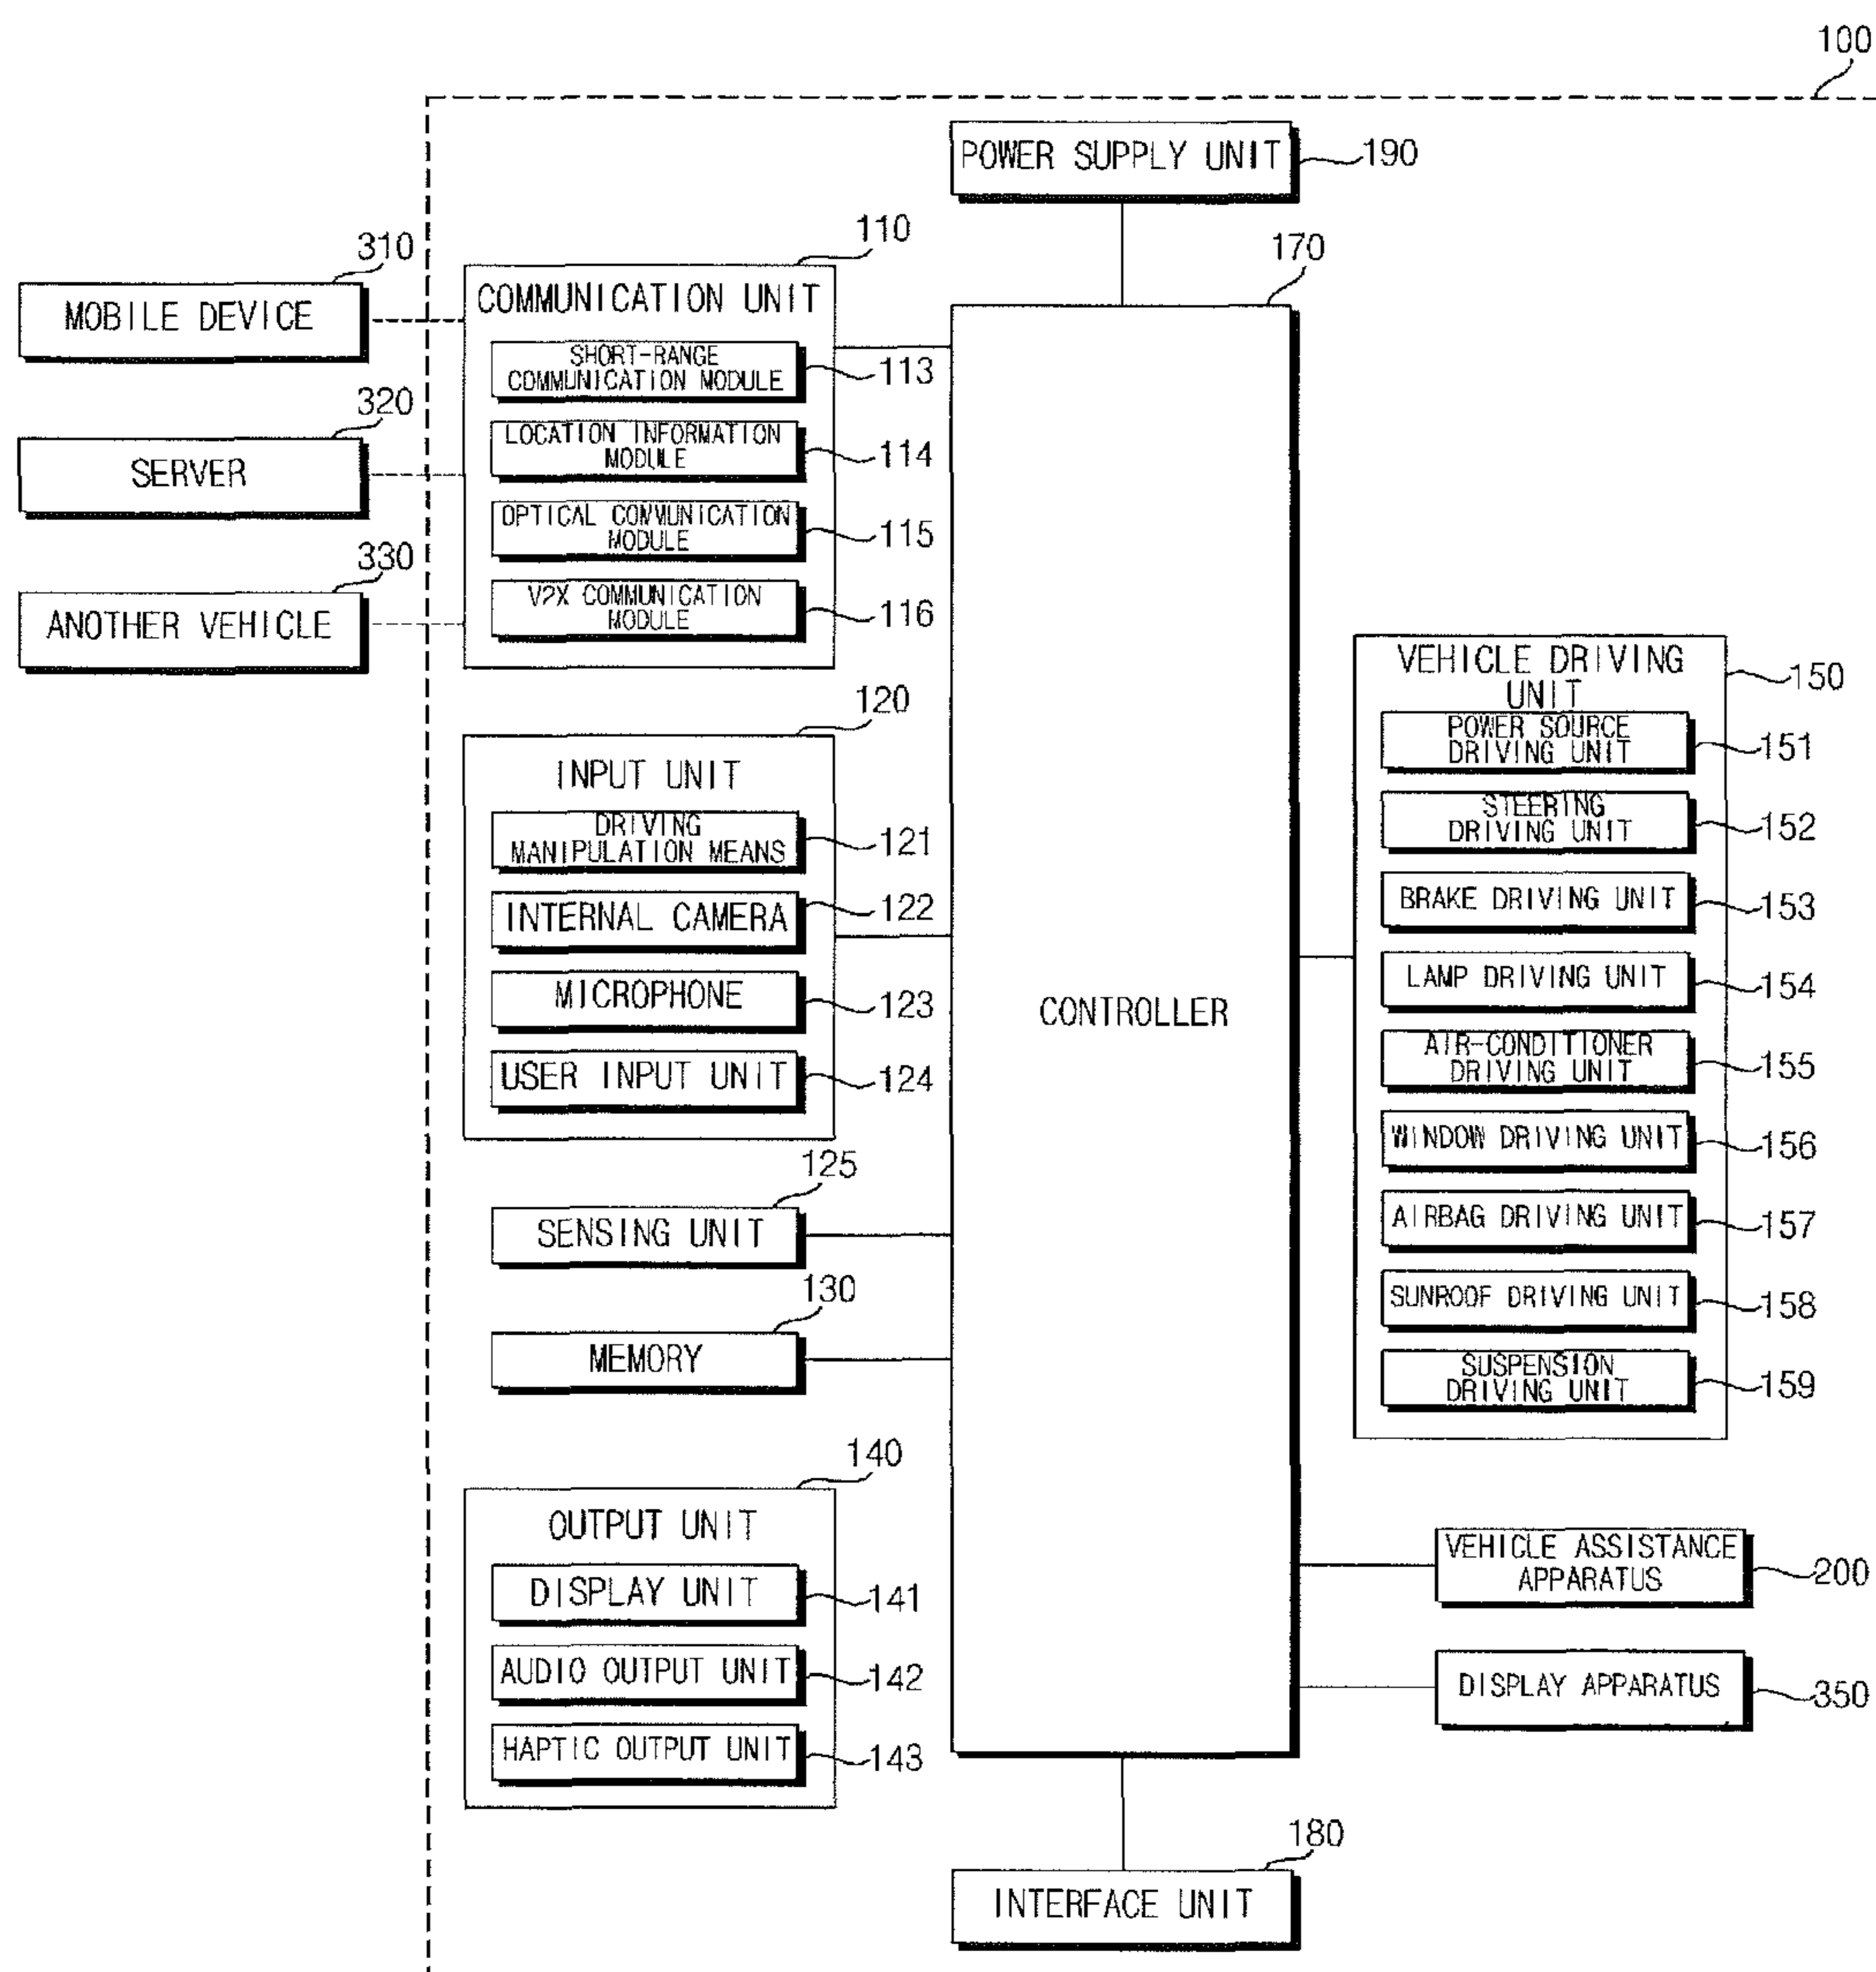 100
POWER SUPPLY UNIT
190
310
MOBILE DEVICE
320
SERVER
330
ANOTHER VEHICLE
110
COMMUNICATION UNIT
SHORT-RANGE
COMMUNICATION MODULE
113
LOCATION INFORMATION
MODULE
114
OPTICAL COMMUNICATION
MODULE
115
V2X COMMUNICATION
MODULE
116
120
INPUT UNIT
DRIVING
MANIPULATION MEANS
121
INTERNAL CAMERA
122
MICROPHONE
123
USER INPUT UNIT
124
125
SENSING UNIT
130
MEMORY
140
OUTPUT UNIT
DISPLAY UNIT
141
AUDIO OUTPUT UNIT
142
HAPTIC OUTPUT UNIT
143
170
CONTROLLER
VEHICLE DRIVING
UNIT
150
POWER SOURCE
DRIVING UNIT
151
STEERING
DRIVING UNIT
152
BRAKE DRIVING UNIT
153
LAMP DRIVING UNIT
154
AIR-CONDITIONER
DRIVING UNIT
155
WINDOW DRIVING UNIT
156
AIRBAG DRIVING UNIT
157
SUNROOF DRIVING UNIT
158
SUSPENSION
DRIVING UNIT
159
VEHICLE ASSISTANCE
APPARATUS
200
DISPLAY APPARATUS
350
180
INTERFACE UNIT